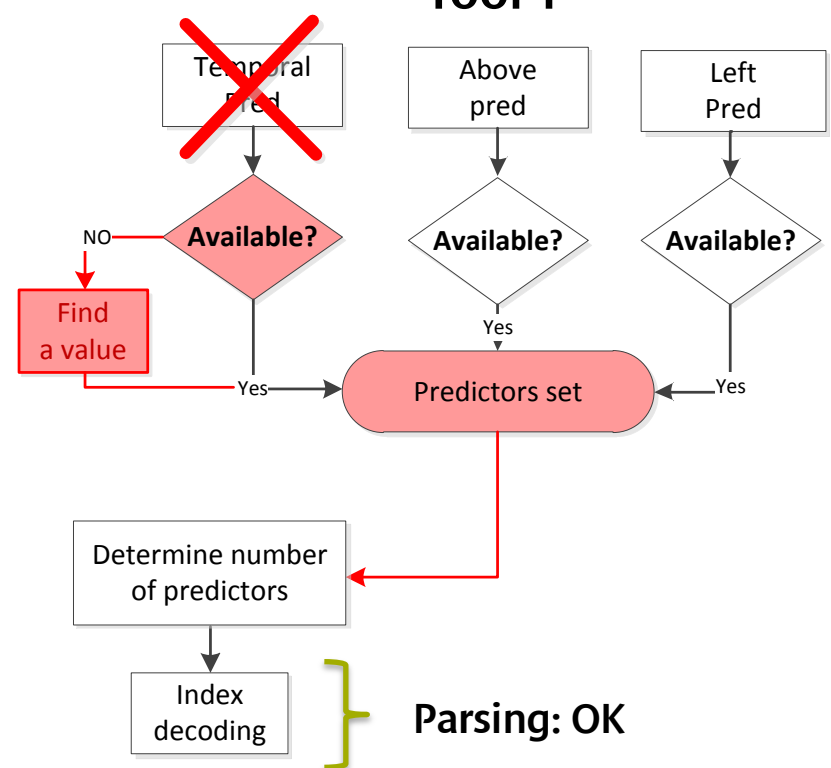 Temporal
Pred
Above
pred
Left
Pred
Available?
Available?
Available?
NO
Find
a value
Yes
Yes
Yes
Predictors set
Determine number
of predictors
Index
decoding
Parsing: OK